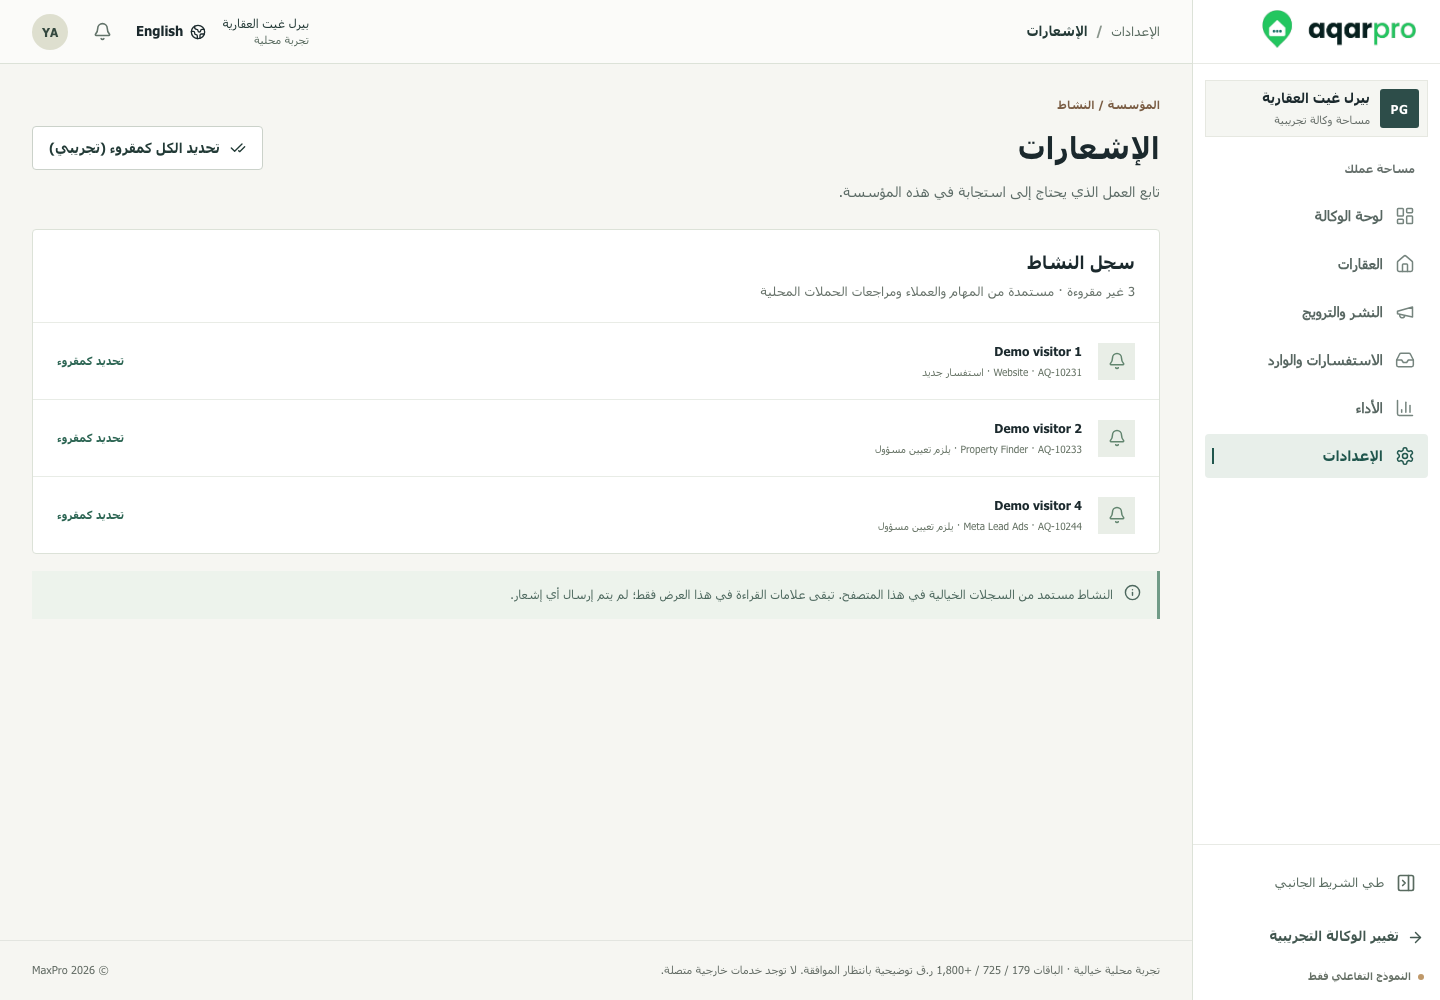 aqarpro
PG
بيرل غيت العقارية
مساحة وكالة تجريبية
مساحة عملك
لوحة الوكالة
العقارات
النشر والترويج
الاستفسارات والوارد
الأداء
الإعدادات
طي الشريط الجانبي
تغيير الوكالة التجريبية
النموذج التفاعلي فقط
الإعدادات / الإشعارات
بيرل غيت العقارية
تجربة محلية
English
YA
المؤسسة / النشاط
الإشعارات
تابع العمل الذي يحتاج إلى استجابة في هذه المؤسسة.
تحديد الكل كمقروء (تجريبي)
سجل النشاط
3 غير مقروءة · مستمدة من المهام والعملاء ومراجعات الحملات المحلية
Demo visitor 1
AQ-10231 · Website · استفسار جديد
تحديد كمقروء
Demo visitor 2
AQ-10233 · Property Finder · يلزم تعيين مسؤول
تحديد كمقروء
Demo visitor 4
AQ-10244 · Meta Lead Ads · يلزم تعيين مسؤول
تحديد كمقروء
النشاط مستمد من السجلات الخيالية في هذا المتصفح. تبقى علامات القراءة في هذا العرض فقط؛ لم يتم إرسال أي إشعار.
تجربة محلية خيالية · الباقات 179 / 725 / +1,800 ر.ق توضيحية بانتظار الموافقة. لا توجد خدمات خارجية متصلة.
© 2026 MaxPro